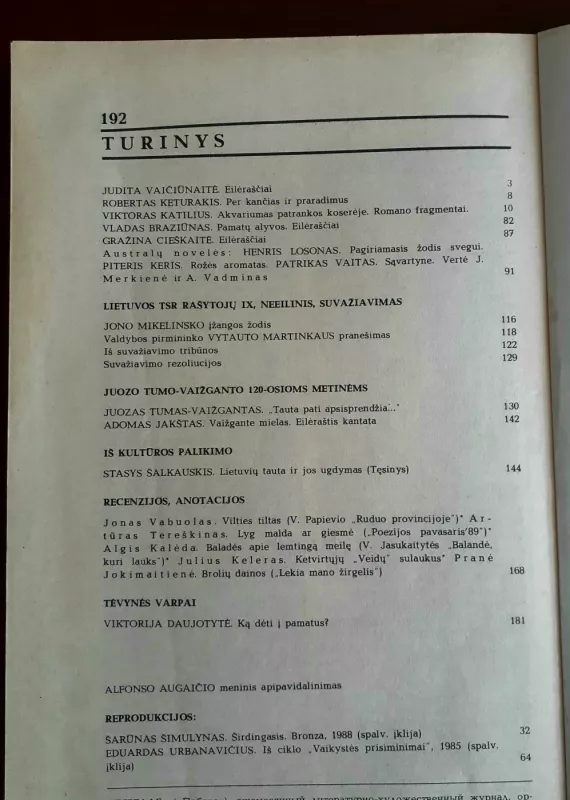 192
TURINYS
JUDITA VAIČIŪNAITĖ. Eilėraščiai 3
ROBERTAS KETURAKIS. Per kančias ir praradimus 8
VIKTORAS KATILIUS. Akvariumas patrankos koserėje. Romano fragmentai. 10
VLADAS BRAZIŪNAS. Pamatų alyvos. Eilėraščiai 82
GRAŽINA CIEŠKAITĖ. Eilėraščiai 87
Australų novelės: HENRIS LOSONAS. Pagiriamasis žodis svegui.
PITERIS KERIS. Rožės aromatas. PATRIKAS VAITAS. Sąvartyne. Vertė J.
Merkienė ir A. Vadminas 91
LIETUVOS TSR RAŠYTOJŲ IX, NEEILINIS, SUVAŽIAVIMAS
JONO MIKELINSKO įžangos žodis 116
Valdybos pirmininko VYTAUTO MARTINKAUS pranešimas 118
Iš suvažiavimo tribūnos 122
Suvažiavimo rezoliucijos 129
JUOZO TUMO-VAIŽGANTO 120-OSIOMS METINĖMS
JUOZAS TUMAS-VAIŽGANTAS. „Tauta pati apsisprendžia..." 130
ADOMAS JAKŠTAS. Vaižgante mielas. Eilėraštis kantata 142
IŠ KULTŪROS PALIKIMO
STASYS ŠALKAUSKIS. Lietuvių tauta ir jos ugdymas (Tęsinys) 144
RECENZIJOS, ANOTACIJOS
Jonas Vabuolas. Vilties tiltas (V. Papievio „Ruduo provincijoje")* Ar-
tūras Tereškinas. Lyg malda ar giesmė („Poezijos pavasaris'89")*
Algis Kalėda. Baladės apie lemtingą meilę (V. Jasukaitytės „Balandė,
kuri lauks")* Julius Keleras. Ketvirtųjų „Veidų" sulaukus* Pranė
Jokimaitienė. Brolių dainos („Lekia mano žirgelis") 168
TĖVYNĖS VARPAI
VIKTORIJA DAUJOTYTĖ. Ką dėti į pamatus? 181
ALFONSO AUGAIČIO meninis apipavidalinimas
REPRODUKCIJOS:
ŠARŪNAS ŠIMULYNAS. Širdingasis. Bronza, 1988 (spalv. įklija) 32
EDUARDAS URBANAVIČIUS. Iš ciklo „Vaikystės prisiminimai", 1985 (spalv.
įklija) 64